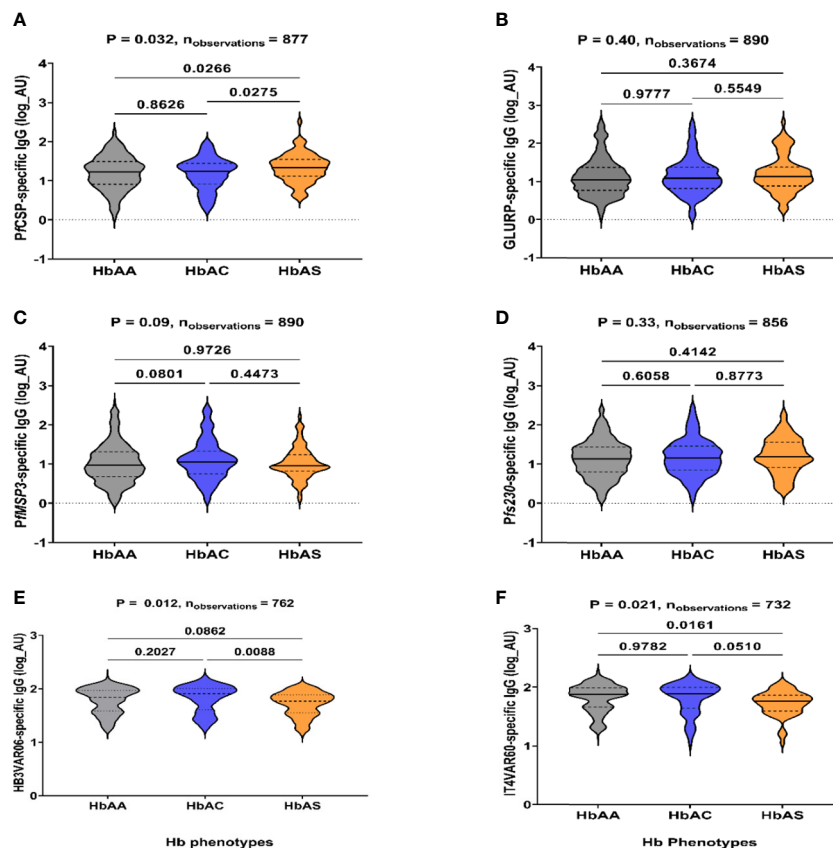 A
P = 0.032, nobservations = 877
0.0266
0.8626
0.0275
PfCSP-specific IgG (log_AU)
4
3
2
1
0
-1
HbAA
HbAC
HbAS
B
P = 0.40, nobservations = 890
0.3674
0.9777
0.5549
GLURP-specific IgG (log_AU)
4
3
2
1
0
-1
HbAA
HbAC
HbAS
C
P = 0.09, nobservations = 890
0.9726
0.0801
0.4473
PfMSP3-specific IgG (log_AU)
4
3
2
1
0
-1
HbAA
HbAC
HbAS
D
P = 0.33, nobservations = 856
0.4142
0.6058
0.8773
Pfs230-specific IgG (log_AU)
4
3
2
1
0
-1
HbAA
HbAC
HbAS
E
P = 0.012, nobservations = 762
0.0862
0.2027
0.0088
HB3VAR06-specific IgG (log_AU)
3
2
1
0
HbAA
HbAC
HbAS
Hb phenotypes
F
P = 0.021, nobservations = 732
0.0161
0.9782
0.0510
IT4VAR60-specific IgG (log_AU)
3
2
1
0
HbAA
HbAC
HbAS
Hb Phenotypes